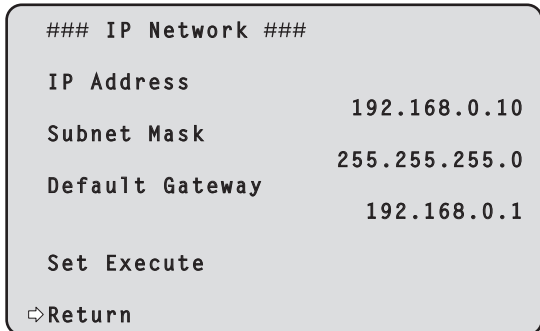 ### IP Network ###
IP Address
192.168.0.10
Subnet Mask
255.255.255.0
Default Gateway
192.168.0.1
Set Execute
⇨Return